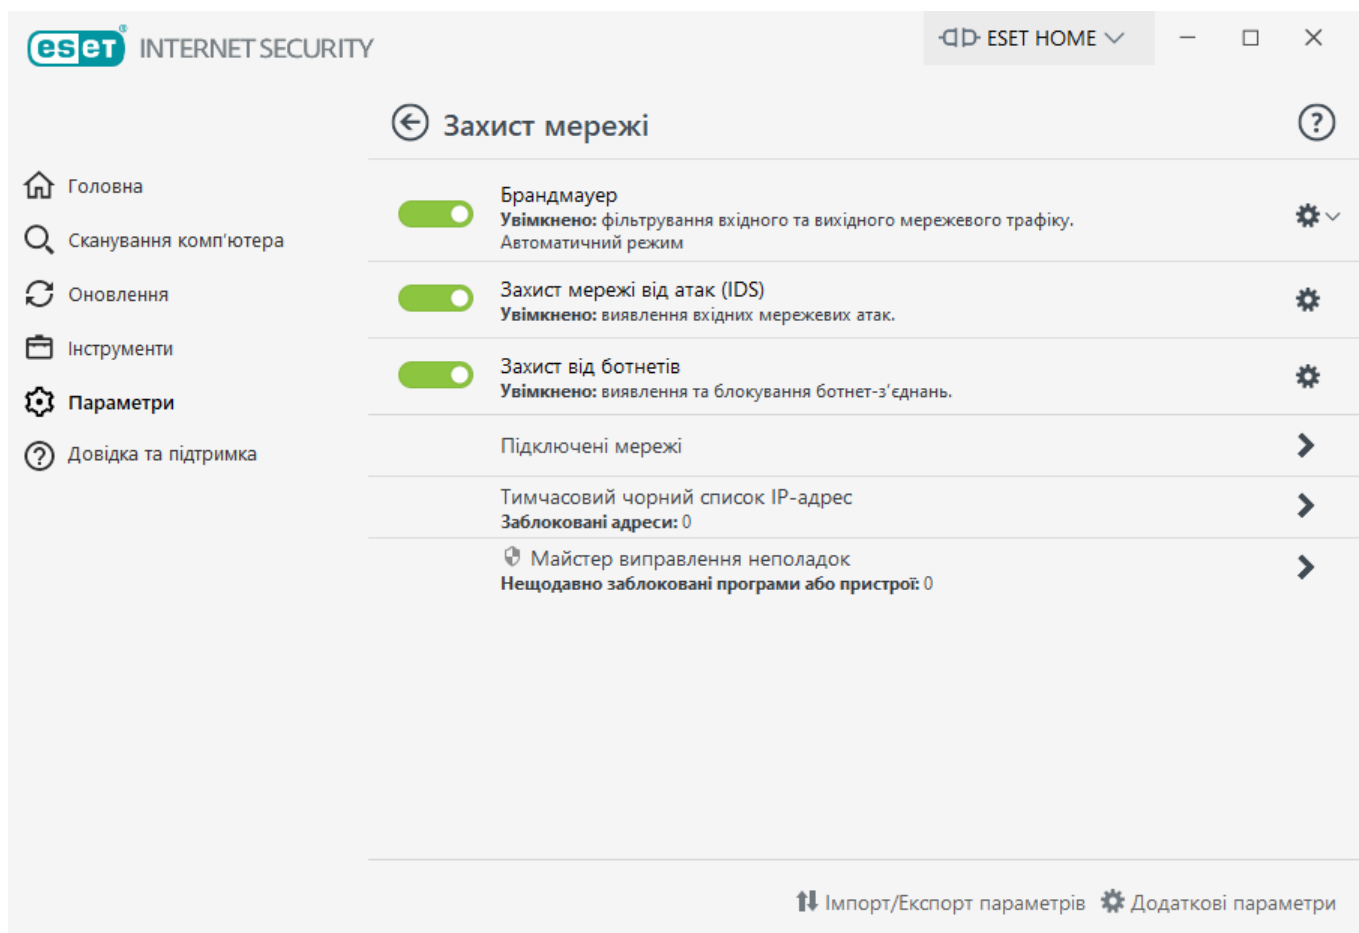 eset® INTERNET SECURITY
ESET HOME
Захист мережі
Головна
Сканування комп'ютера
Оновлення
Інструменти
Параметри
Довідка та підтримка
Брандмауер
Увімкнено: фільтрування вхідного та вихідного мережевого трафіку.
Автоматичний режим
Захист мережі від атак (IDS)
Увімкнено: виявлення вхідних мережевих атак.
Захист від ботнетів
Увімкнено: виявлення та блокування ботнет-з’єднань.
Підключені мережі
Тимчасовий чорний список IP-адрес
Заблоковані адреси: 0
Майстер виправлення неполадок
Нещодавно заблоковані програми або пристрої: 0
Імпорт/Експорт параметрів Додаткові параметри